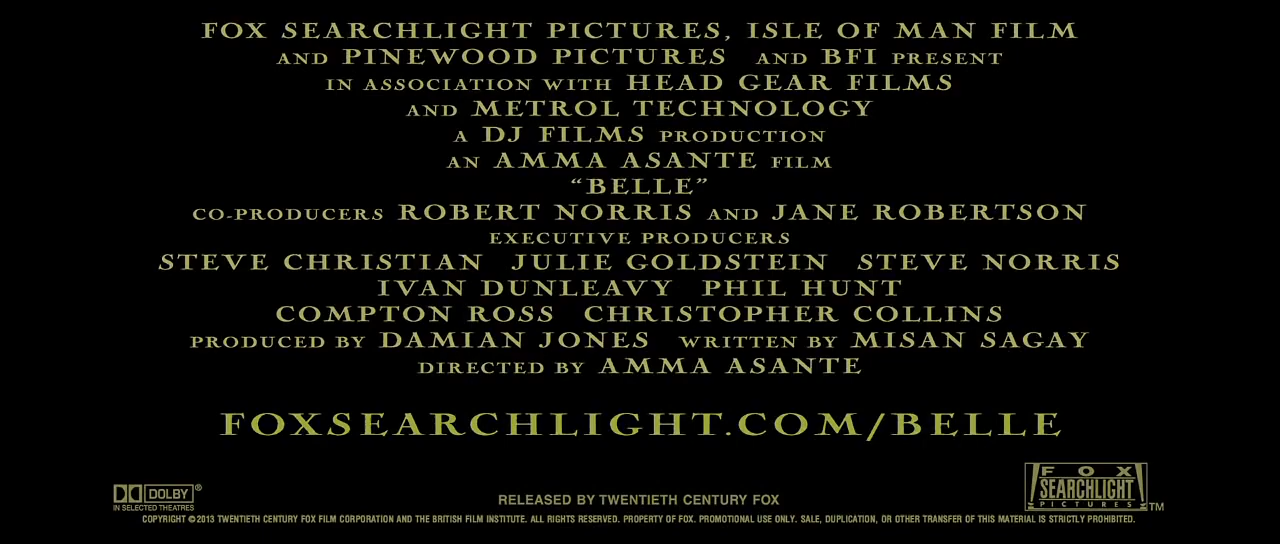 FOX SEARCHLIGHT PICTURES, ISLE OF MAN FILM
AND PINEWOOD PICTURES AND BFI PRESENT
IN ASSOCIATION WITH HEAD GEAR FILMS
AND METROL TECHNOLOGY
A DJ FILMS PRODUCTION
AN AMMA ASANTE FILM
“BELLE”
CO-PRODUCERS ROBERT NORRIS AND JANE ROBERTSON
EXECUTIVE PRODUCERS
STEVE CHRISTIAN JULIE GOLDSTEIN STEVE NORRIS
IVAN DUNLEAVY PHIL HUNT
COMPTON ROSS CHRISTOPHER COLLINS
PRODUCED BY DAMIAN JONES WRITTEN BY MISAN SAGAY
DIRECTED BY AMMA ASANTE
FOXSEARCHLIGHT.COM/BELLE
DOLBY®
IN SELECTED THEATRES
RELEASED BY TWENTIETH CENTURY FOX
FOX
SEARCHLIGHT
PICTURES™
COPYRIGHT ©2013 TWENTIETH CENTURY FOX FILM CORPORATION AND THE BRITISH FILM INSTITUTE. ALL RIGHTS RESERVED. PROPERTY OF FOX. PROMOTIONAL USE ONLY. SALE, DUPLICATION, OR OTHER TRANSFER OF THIS MATERIAL IS STRICTLY PROHIBITED.